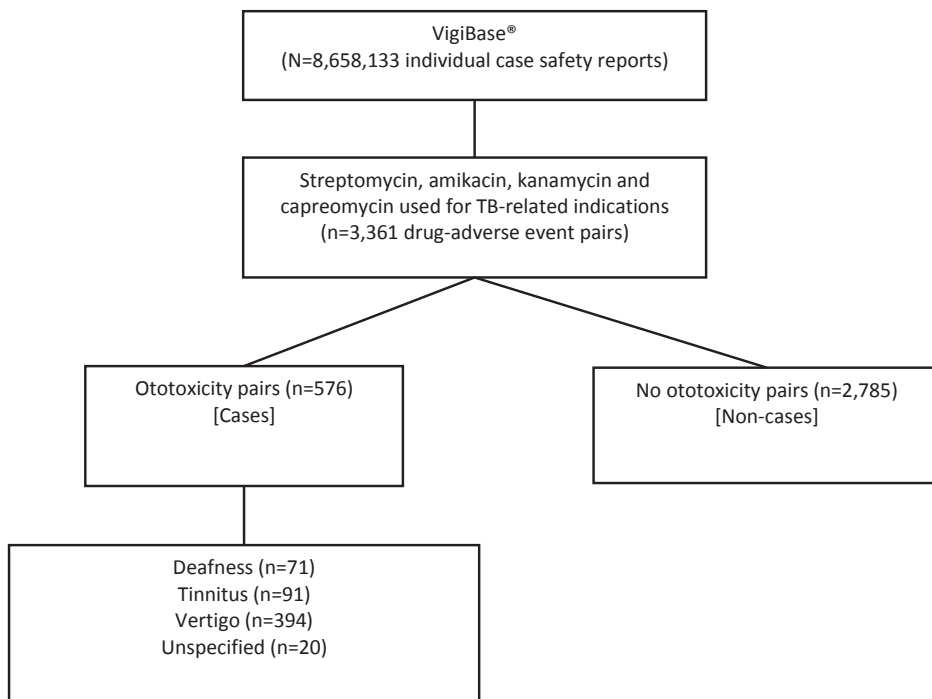 VigiBase®
(N=8,658,133 individual case safety reports)
Streptomycin, amikacin, kanamycin and
capreomycin used for TB-related indications
(n=3,361 drug-adverse event pairs)
Ototoxicity pairs (n=576)
[Cases]
No ototoxicity pairs (n=2,785)
[Non-cases]
Deafness (n=71)
Tinnitus (n=91)
Vertigo (n=394)
Unspecified (n=20)